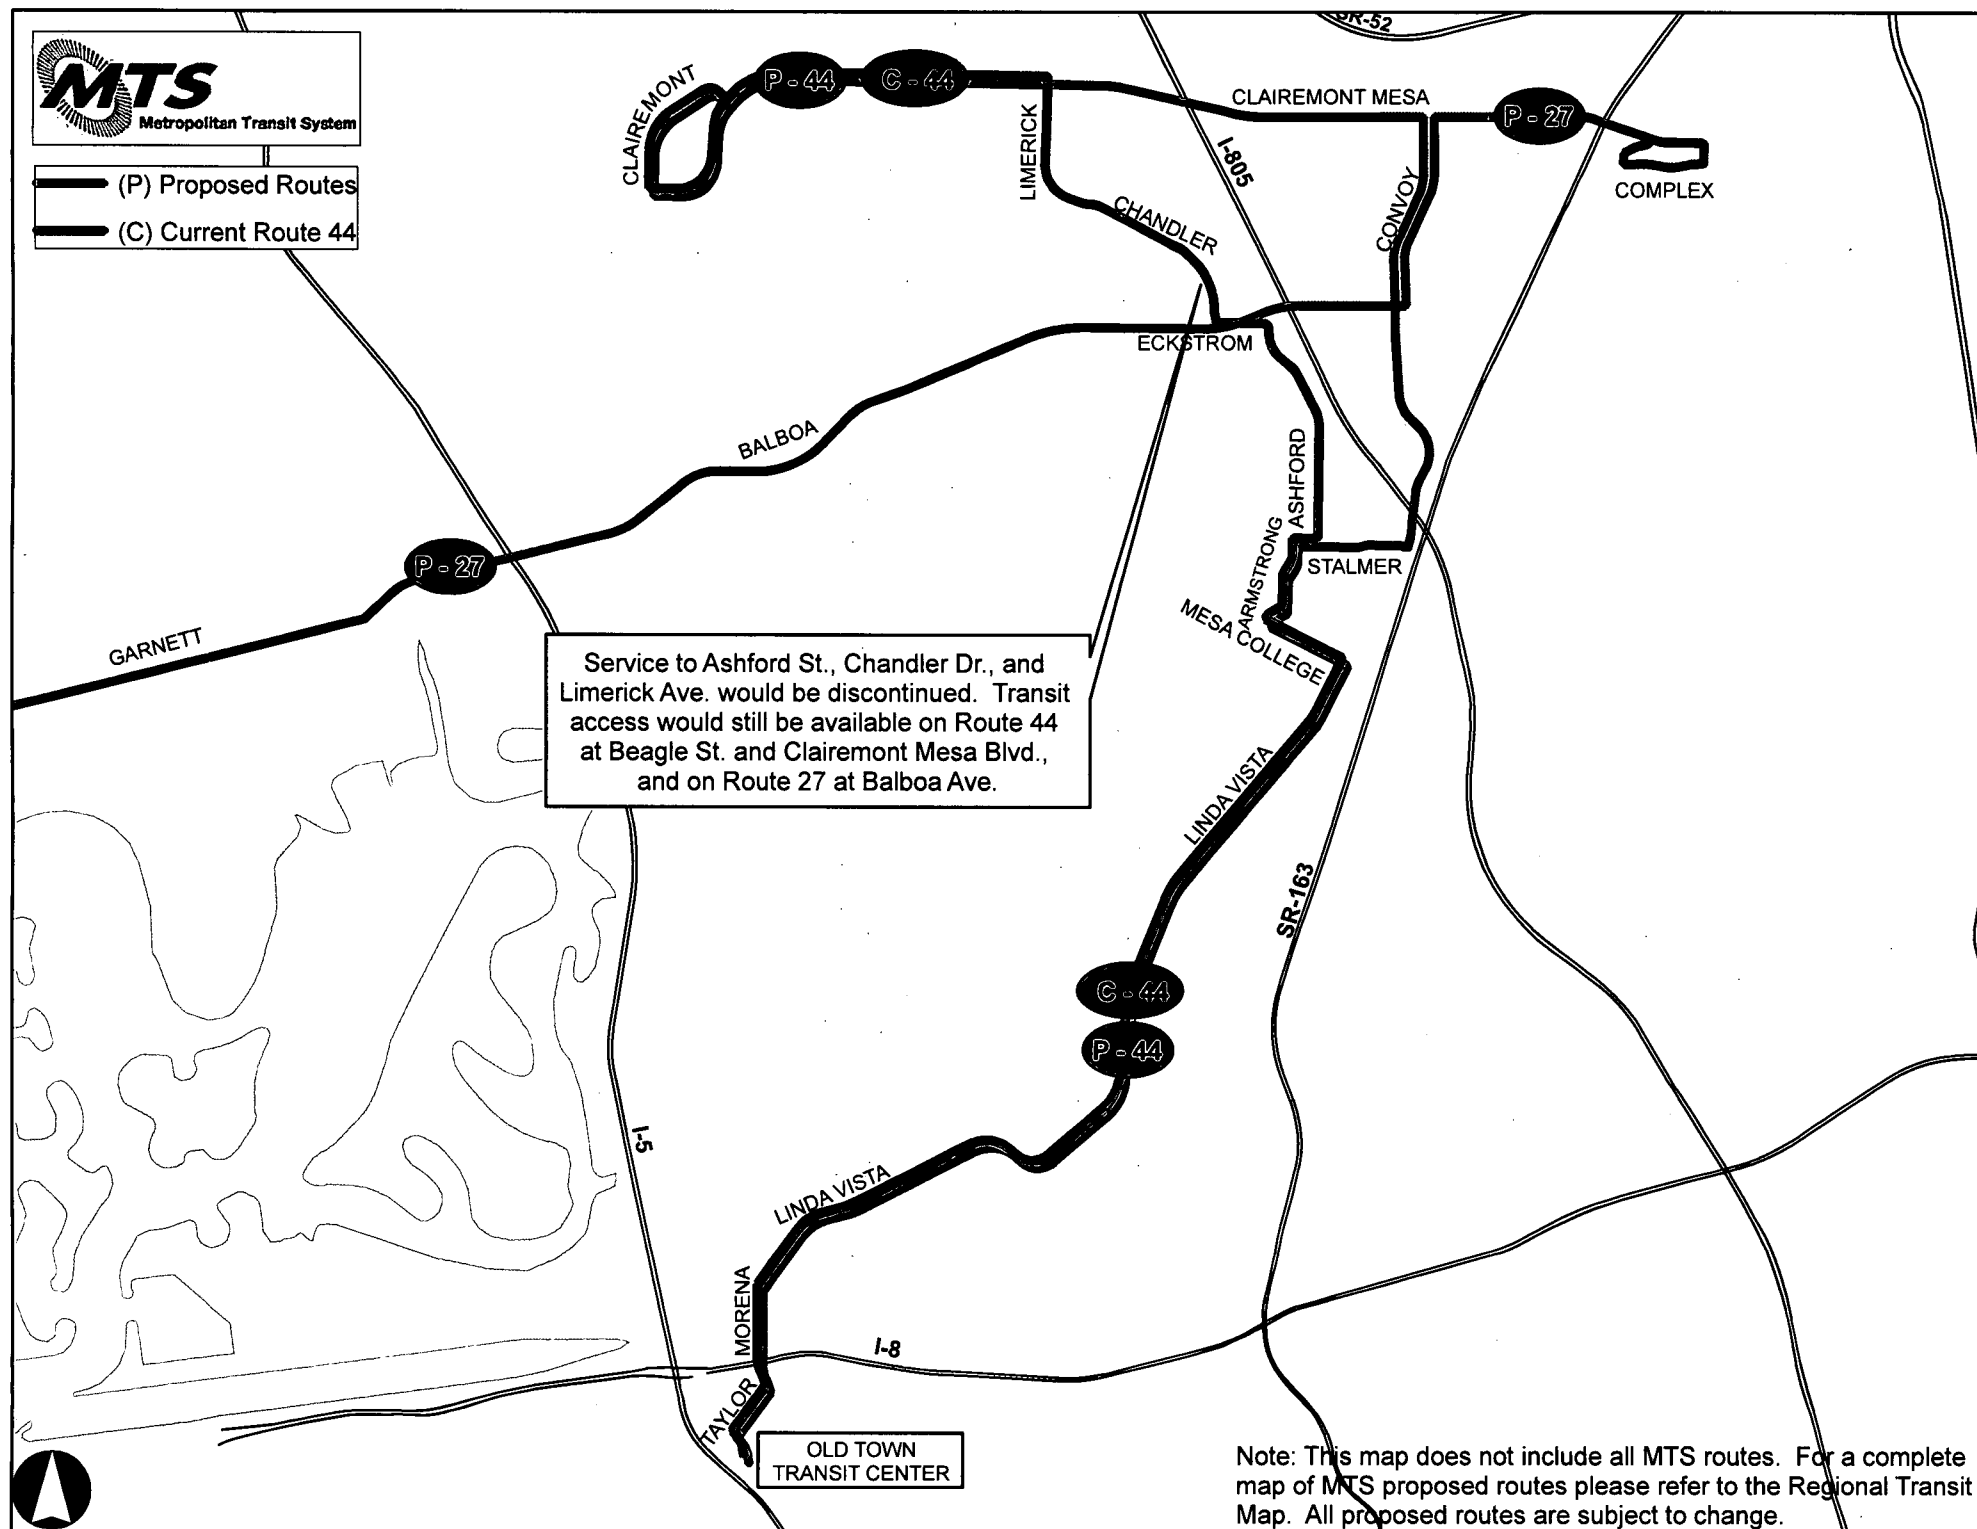 MTS
Metropolitan Transit System
(P) Proposed Routes
(C) Current Route 44
SR-52
CLAIREMONT
P - 44
C - 44
CLAIREMONT MESA
P - 27
COMPLEX
LIMERICK
I-805
CHANDLER
CONVOY
ECKSTROM
BALBOA
ASHFORD
ARMSTRONG
STALMER
P - 27
MESA COLLEGE
GARNETT
Service to Ashford St., Chandler Dr., and
Limerick Ave. would be discontinued. Transit
access would still be available on Route 44
at Beagle St. and Clairemont Mesa Blvd.,
and on Route 27 at Balboa Ave.
LINDA VISTA
SR-163
C - 44
P - 44
I-5
LINDA VISTA
MORENA
I-8
TAYLOR
OLD TOWN
TRANSIT CENTER
Note: This map does not include all MTS routes. For a complete
map of MTS proposed routes please refer to the Regional Transit
Map. All proposed routes are subject to change.